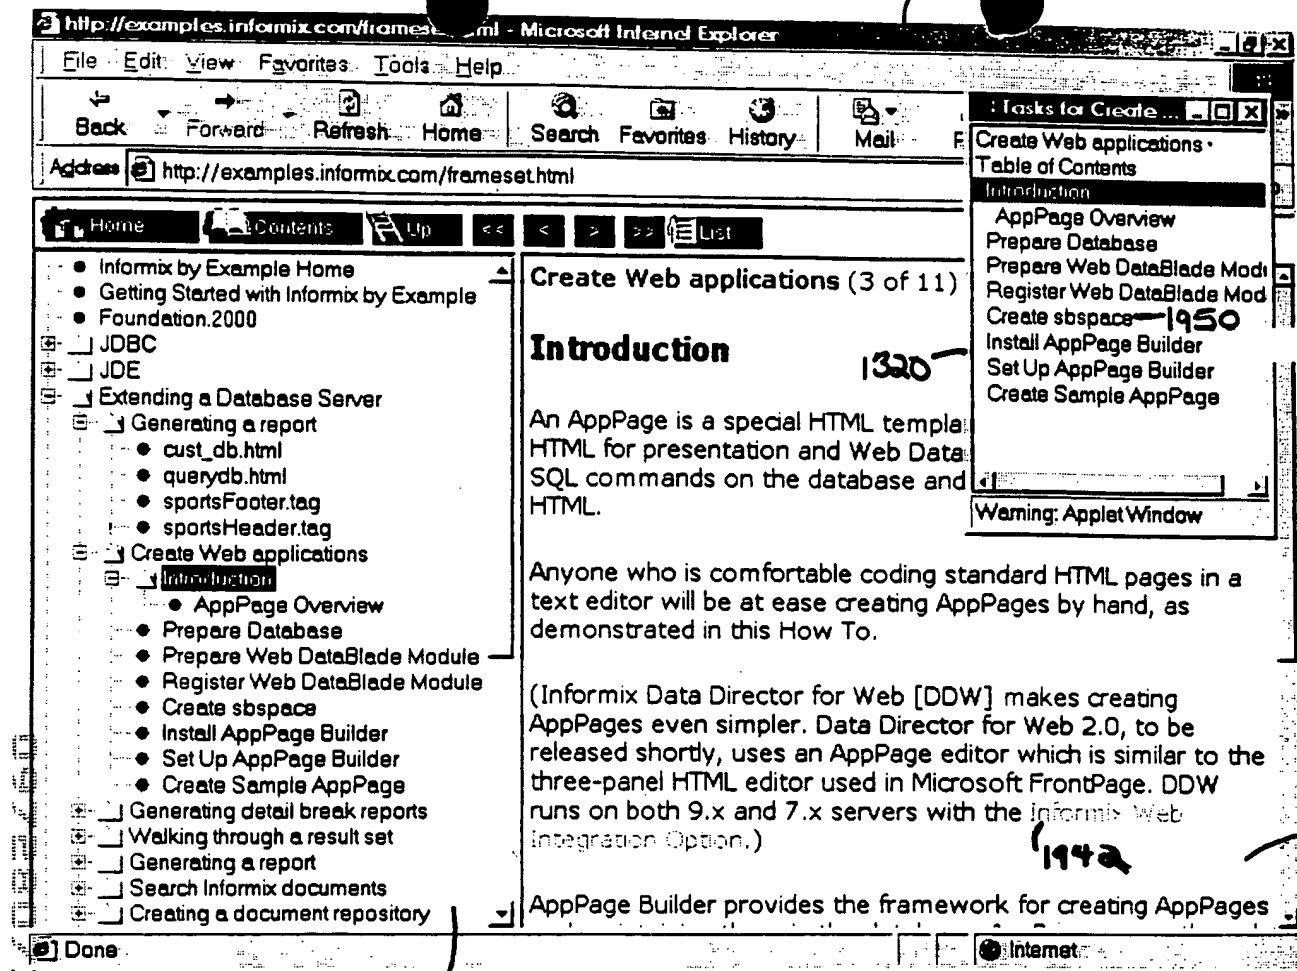 http://examples.informix.com/frameset.html - Microsoft Internet Explorer
File Edit View Favorites Tools Help
Back Forward Refresh Home Search Favorites History Mail
Address http://examples.informix.com/frameset.html
Home Contents Up << < > >> List
Informix by Example Home
Getting Started with Informix by Example
Foundation.2000
JDBC
JDE
Extending a Database Server
Generating a report
cust_db.html
querydb.html
sportsFooter.tag
sportsHeader.tag
Create Web applications
Introduction
AppPage Overview
Prepare Database
Prepare Web DataBlade Module
Register Web DataBlade Module
Create sbspace
Install AppPage Builder
Set Up AppPage Builder
Create Sample AppPage
Generating detail break reports
Walking through a result set
Generating a report
Search Informix documents
Creating a document repository
Create Web applications (3 of 11)
Introduction
1320
An AppPage is a special HTML templa
HTML for presentation and Web Data
SQL commands on the database and
HTML.
Anyone who is comfortable coding standard HTML pages in a
text editor will be at ease creating AppPages by hand, as
demonstrated in this How To.
(Informix Data Director for Web [DDW] makes creating
AppPages even simpler. Data Director for Web 2.0, to be
released shortly, uses an AppPage editor which is similar to the
three-panel HTML editor used in Microsoft FrontPage. DDW
runs on both 9.x and 7.x servers with the Informix Web
Integration Option.)
1942
AppPage Builder provides the framework for creating AppPages
: Tasks for Create ...
Create Web applications
Table of Contents
Introduction
AppPage Overview
Prepare Database
Prepare Web DataBlade Mod
Register Web DataBlade Mod
Create sbspace 1950
Install AppPage Builder
Set Up AppPage Builder
Create Sample AppPage
Warning: Applet Window
Done Internet